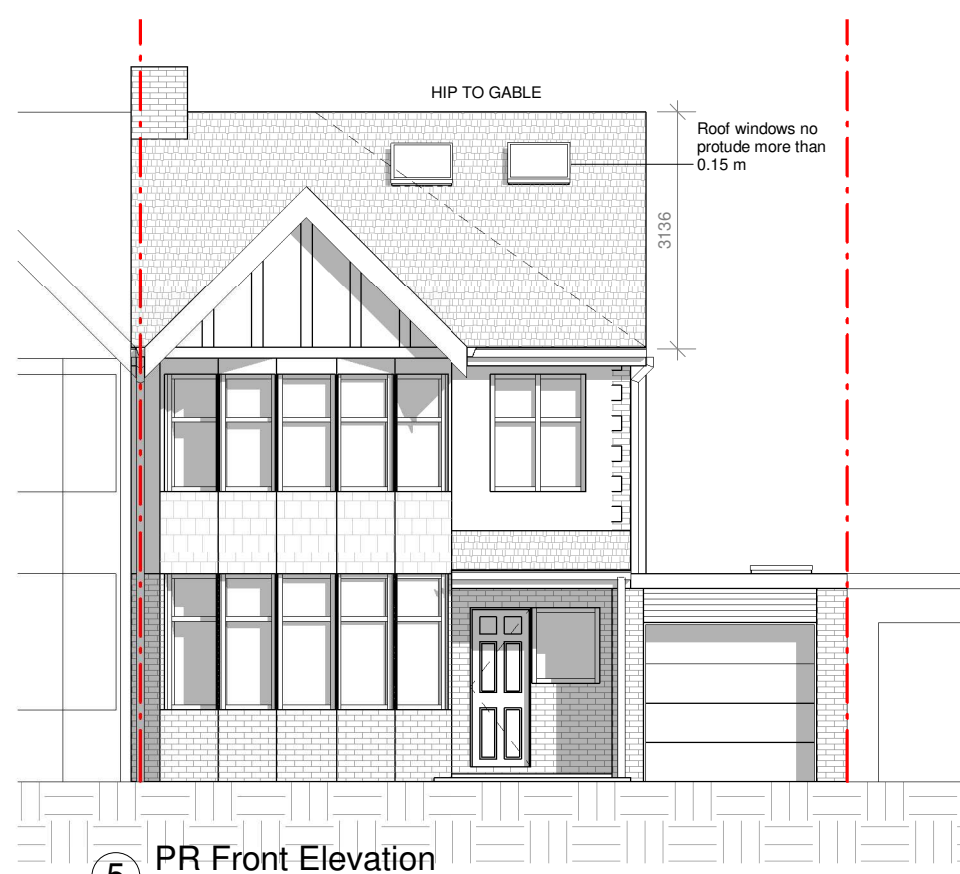 HIP TO GABLE
Roof windows no
protude more than
0.15 m
3136
5
PR Front Elevation